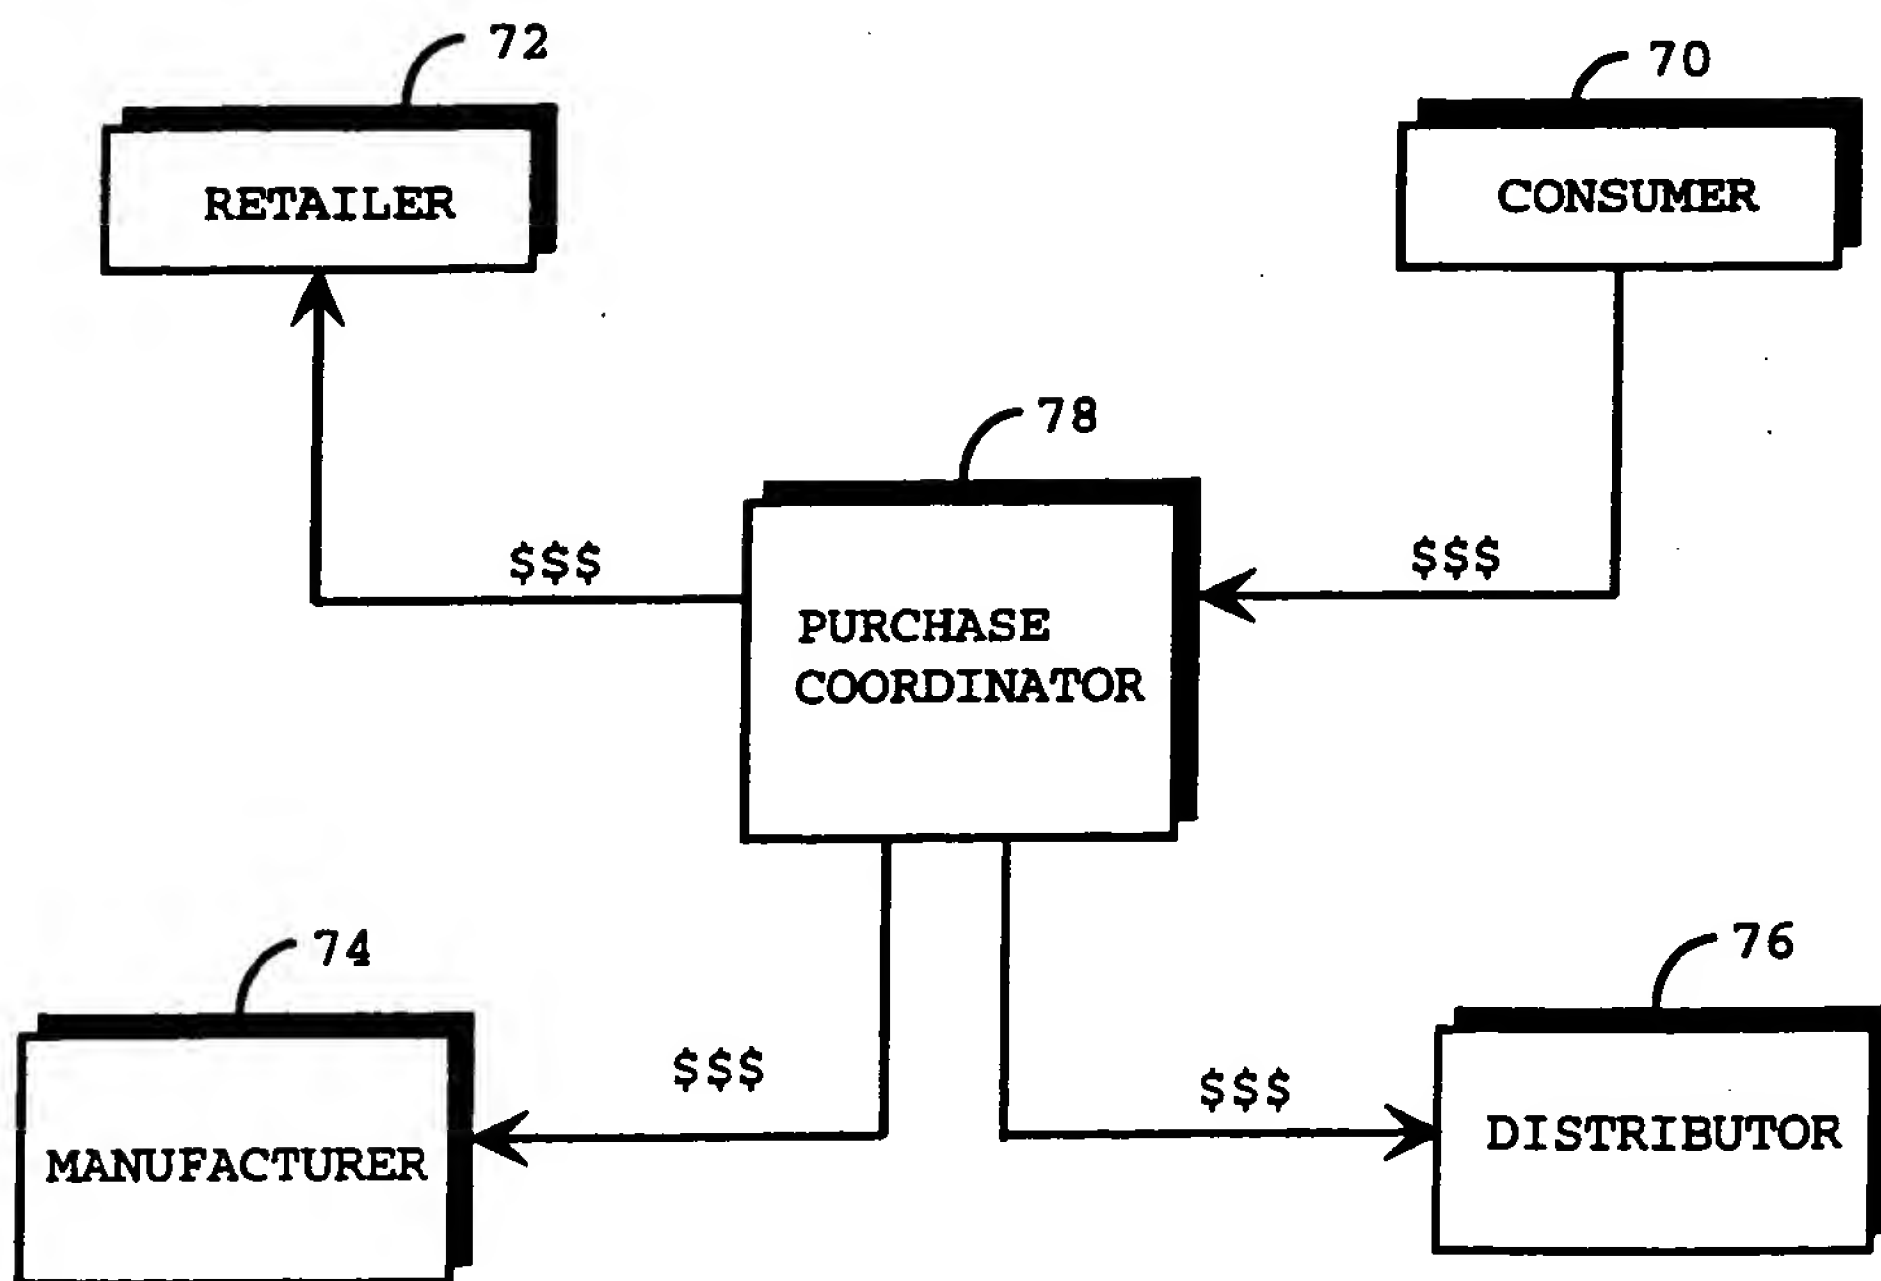 72
70
RETAILER
CONSUMER
78
$$$
$$$
PURCHASE
COORDINATOR
74
76
$$$
$$$
MANUFACTURER
DISTRIBUTOR